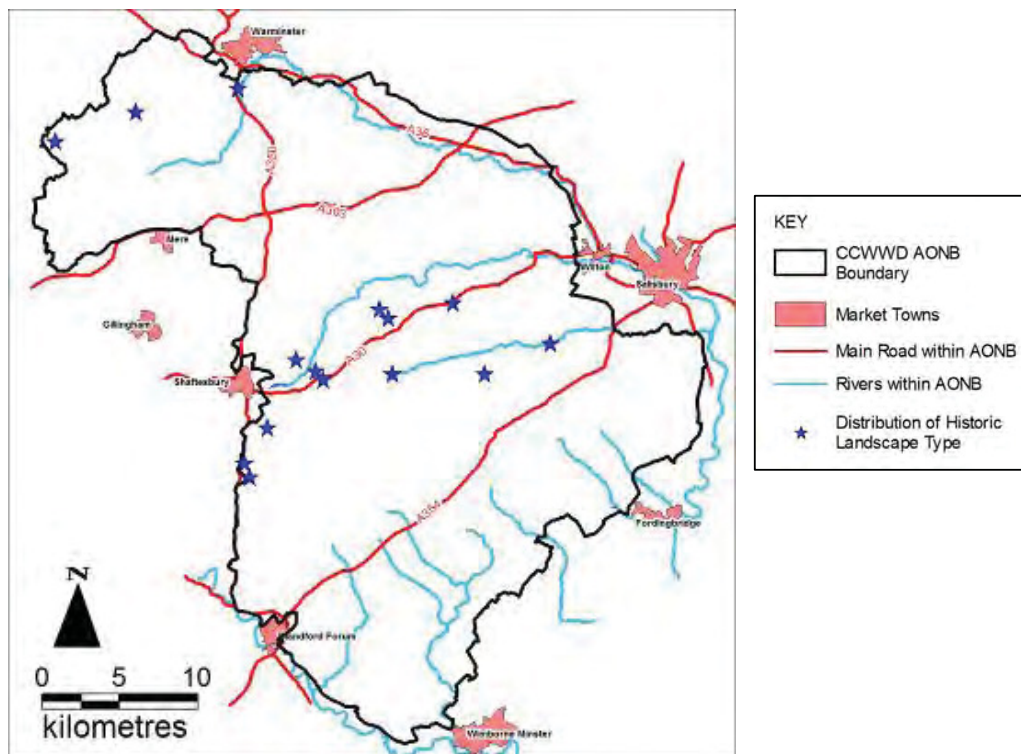 Warminster
A36
A350
A303
Mere
Wilton
Salisbury
Gillingham
A30
Shaftesbury
A354
Fordingbridge
Blandford Forum
Wimborne Minster
N
0 5 10
kilometres
KEY
CCWWD AONB
Boundary
Market Towns
Main Road within AONB
Rivers within AONB
Distribution of Historic
Landscape Type